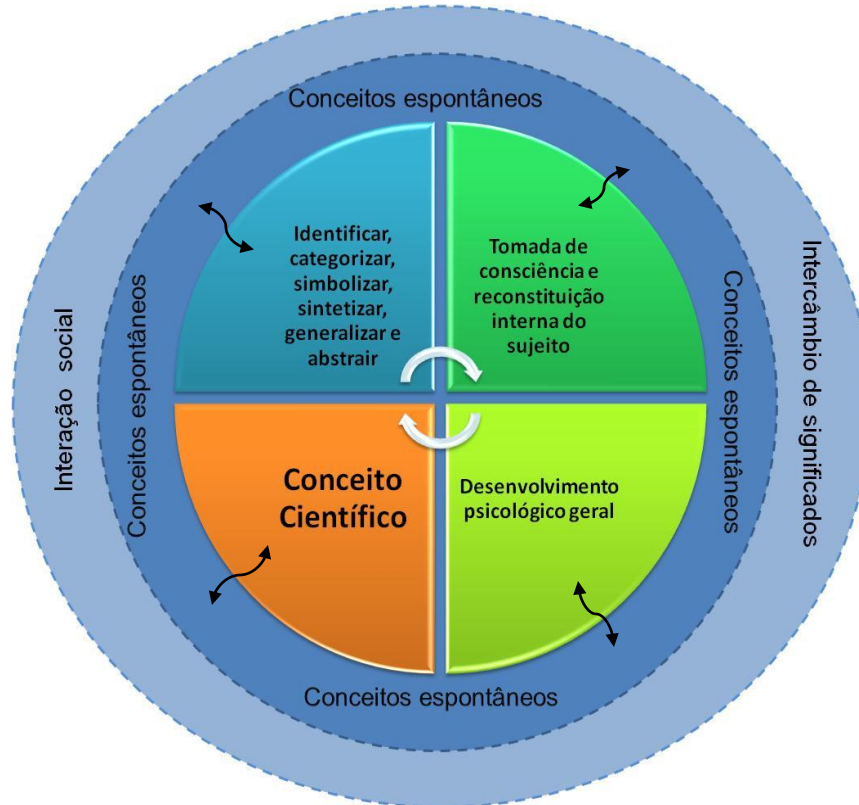 Conceitos espontâneos
Identificar,
categorizar,
simbolizar,
sintetizar,
generalizar e
abstrair
Tomada de
consciência e
reconstituição
interna do
sujeito
Interação social
Conceitos espontâneos
Conceitos espontâneos
Intercâmbio de significados
Conceito
Científico
Desenvolvimento
psicológico geral
Conceitos espontâneos